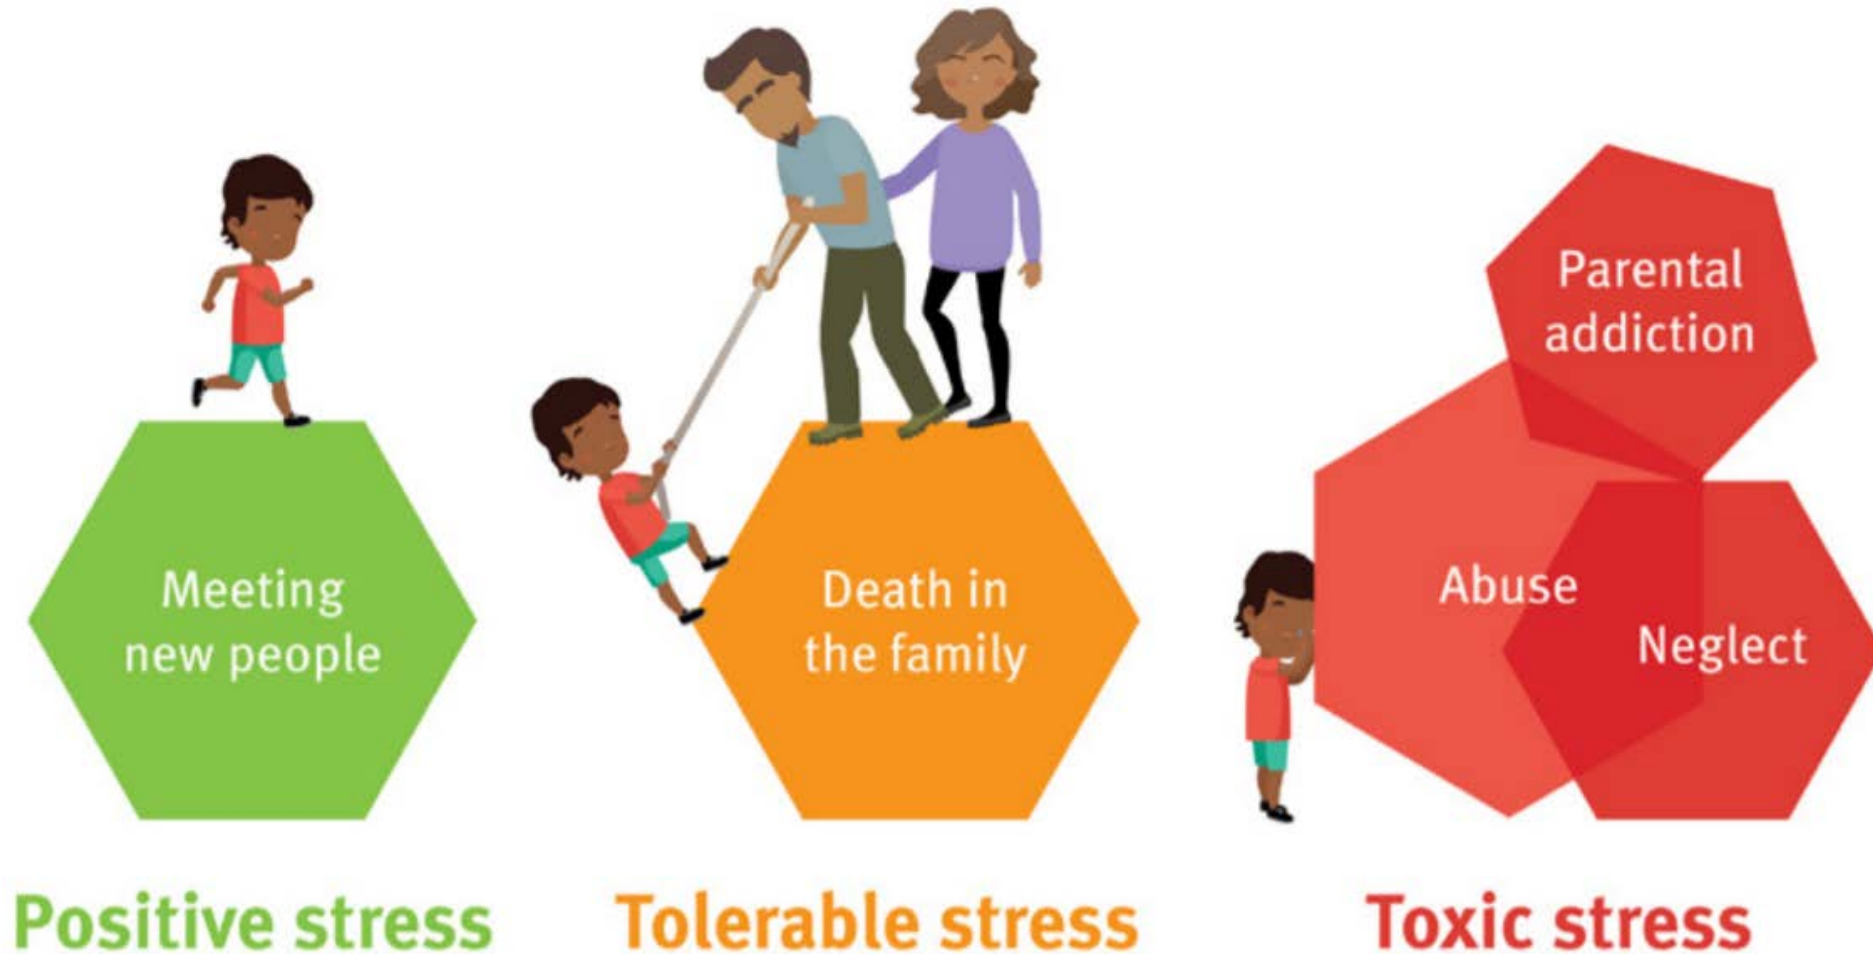 Meeting
new people
Positive stress
Death in
the family
Tolerable stress
Parental
addiction
Abuse
Neglect
Toxic stress